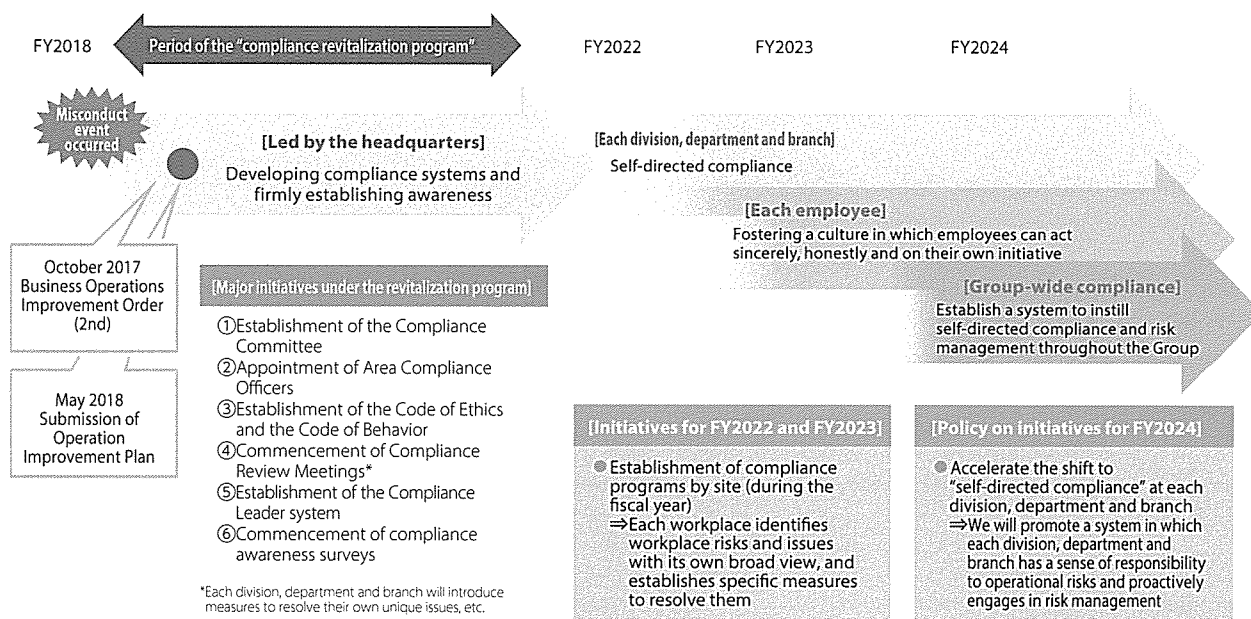 FY2018
Period of the "compliance revitalization program"
FY2022
FY2023
FY2024
Misconduct
event
occurred
[Led by the headquarters]
Developing compliance systems and
firmly establishing awareness
[Each division, department and branch]
Self-directed compliance
[Each employee]
Fostering a culture in which employees can act
sincerely, honestly and on their own initiative
[Group-wide compliance]
Establish a system to instill
self-directed compliance and risk
management throughout the Group
October 2017
Business Operations
Improvement Order
(2nd)
May 2018
Submission of
Operation
Improvement Plan
[Major initiatives under the revitalization program]
①Establishment of the Compliance
Committee
②Appointment of Area Compliance
Officers
③Establishment of the Code of Ethics
and the Code of Behavior
④Commencement of Compliance
Review Meetings*
⑤Establishment of the Compliance
Leader system
⑥Commencement of compliance
awareness surveys
*Each division, department and branch will introduce
measures to resolve their own unique issues, etc.
[Initiatives for FY2022 and FY2023]
● Establishment of compliance
programs by site (during the
fiscal year)
⇒Each workplace identifies
workplace risks and issues
with its own broad view, and
establishes specific measures
to resolve them
[Policy on initiatives for FY2024]
● Accelerate the shift to
"self-directed compliance" at each
division, department and branch
⇒We will promote a system in which
each division, department and
branch has a sense of responsibility
to operational risks and proactively
engages in risk management